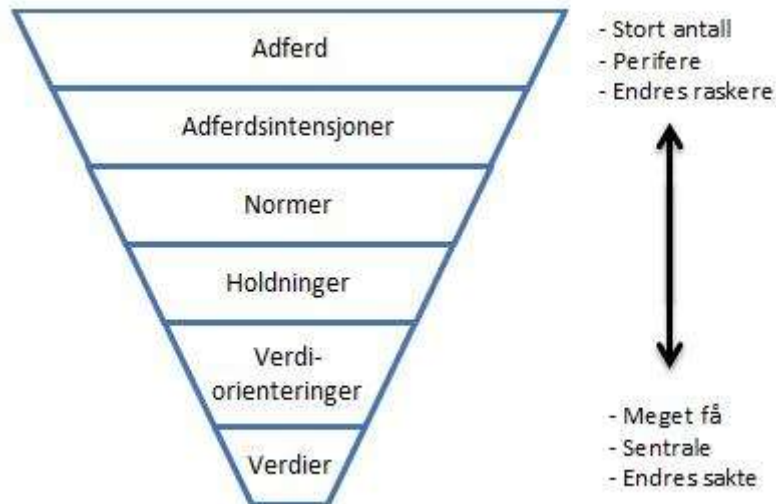 Adferd
Adferdsintensjoner
Normer
Holdninger
Verdi-
orienteringer
Verdier
- Stort antall
- Perifere
- Endres raskere
- Meget få
- Sentrale
- Endres sakte